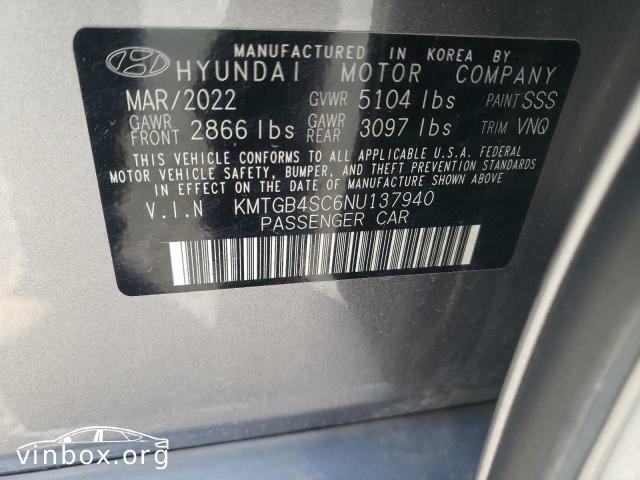 MANUFACTURED IN KOREA BY
HYUNDAI MOTOR COMPANY
MAR/2022 GVWR 5104 lbs PAINT SSS
GAWR FRONT 2866 lbs GAWR REAR 3097 lbs TRIM VNQ
THIS VEHICLE CONFORMS TO ALL APPLICABLE U.S.A. FEDERAL
MOTOR VEHICLE SAFETY, BUMPER, AND THEFT PREVENTION STANDARDS
IN EFFECT ON THE DATE OF MANUFACTURE SHOWN ABOVE
V.I.N KMTGB4SC6NU137940
PASSENGER CAR
vinbox.org